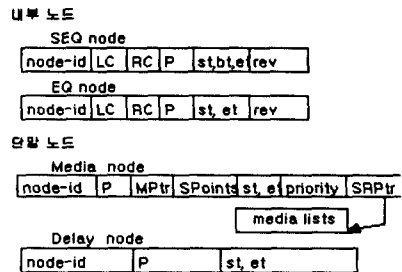 내부 노드
SEQ node
node-id LC RC P st,bt,et rev
EQ node
node-id LC RC P st, et rev
단말 노드
Media node
node-id P MPtr SPoints st, et priority SRPtr
media lists
Delay node
node-id P st, et